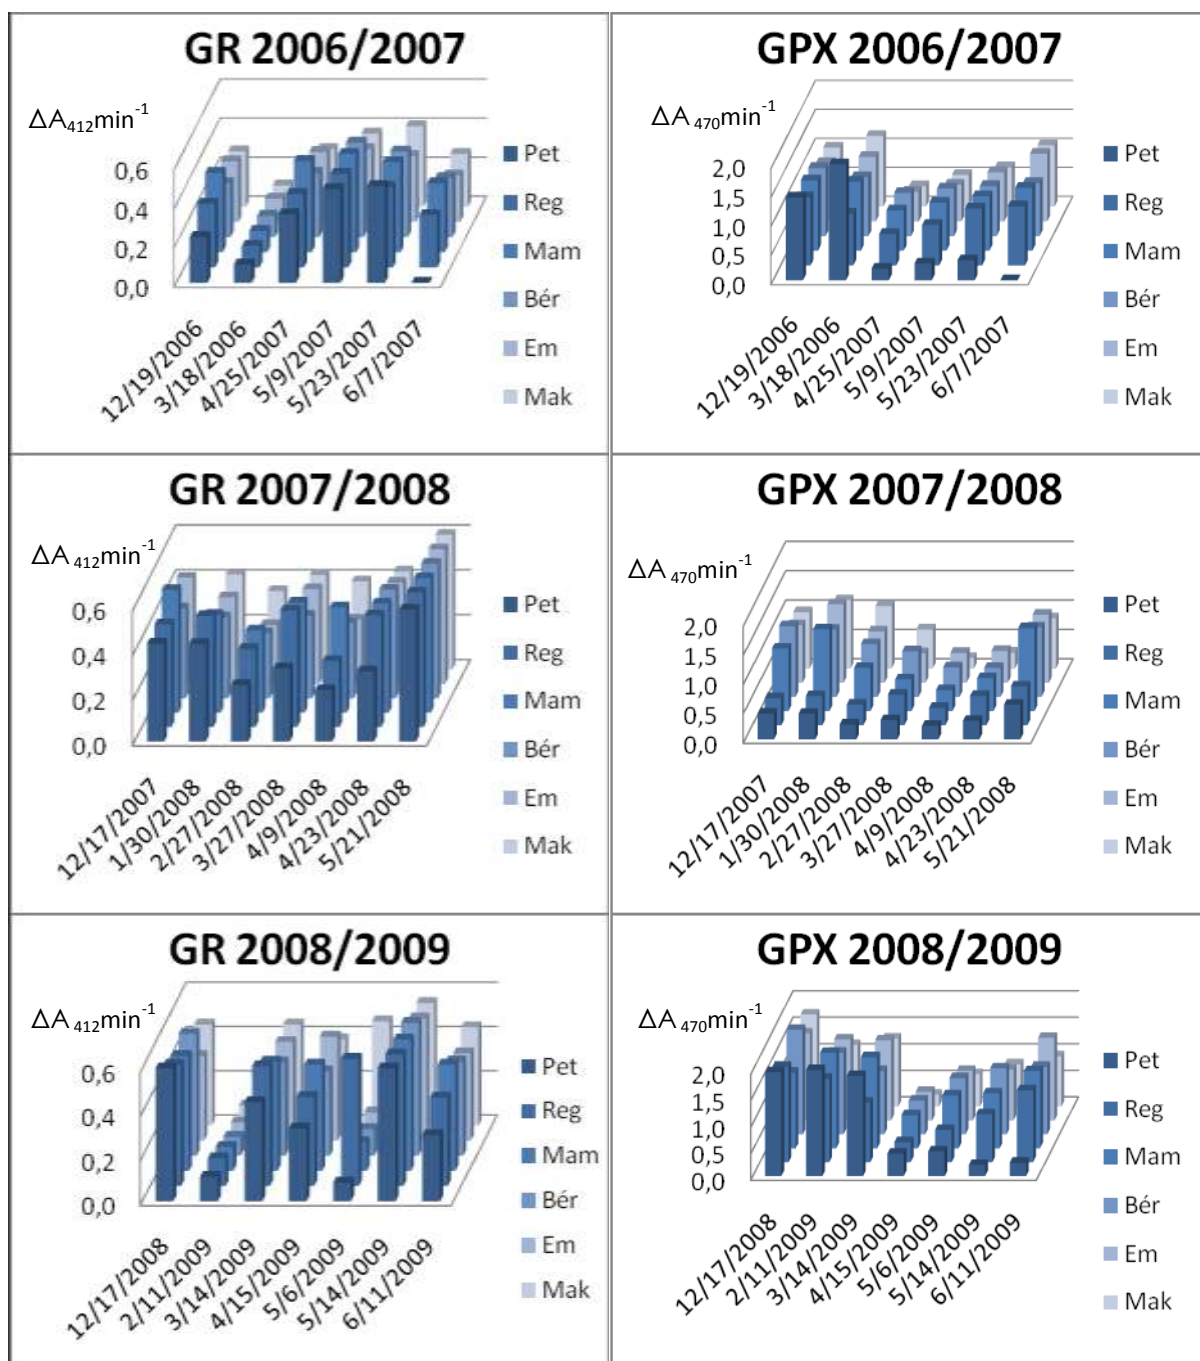 GR 2006/2007
ΔA412min-1
0,6
0,4
0,2
0,0
12/19/2006
3/18/2006
4/25/2007
5/9/2007
5/23/2007
6/7/2007
Pet
Reg
Mam
Bér
Em
Mak
GPX 2006/2007
ΔA 470min-1
2,0
1,5
1,0
0,5
0,0
12/19/2006
3/18/2006
4/25/2007
5/9/2007
5/23/2007
6/7/2007
Pet
Reg
Mam
Bér
Em
Mak
GR 2007/2008
ΔA 412min-1
0,6
0,4
0,2
0,0
12/17/2007
1/30/2008
2/27/2008
3/27/2008
4/9/2008
4/23/2008
5/21/2008
Pet
Reg
Mam
Bér
Em
Mak
GPX 2007/2008
ΔA 470min-1
2,0
1,5
1,0
0,5
0,0
12/17/2007
1/30/2008
2/27/2008
3/27/2008
4/9/2008
4/23/2008
5/21/2008
Pet
Reg
Mam
Bér
Em
Mak
GR 2008/2009
ΔA 412min-1
0,6
0,4
0,2
0,0
12/17/2008
2/11/2009
3/14/2009
4/15/2009
5/6/2009
5/14/2009
6/11/2009
Pet
Reg
Mam
Bér
Em
Mak
GPX 2008/2009
ΔA 470min-1
2,0
1,5
1,0
0,5
0,0
12/17/2008
2/11/2009
3/14/2009
4/15/2009
5/6/2009
5/14/2009
6/11/2009
Pet
Reg
Mam
Bér
Em
Mak